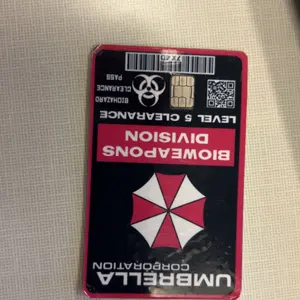 UMBRELLA
CORPORATION
BIOWEAPONS
DIVISION
LEVEL 5 CLEARANCE
BIOHAZARD
CLEARANCE
PASS